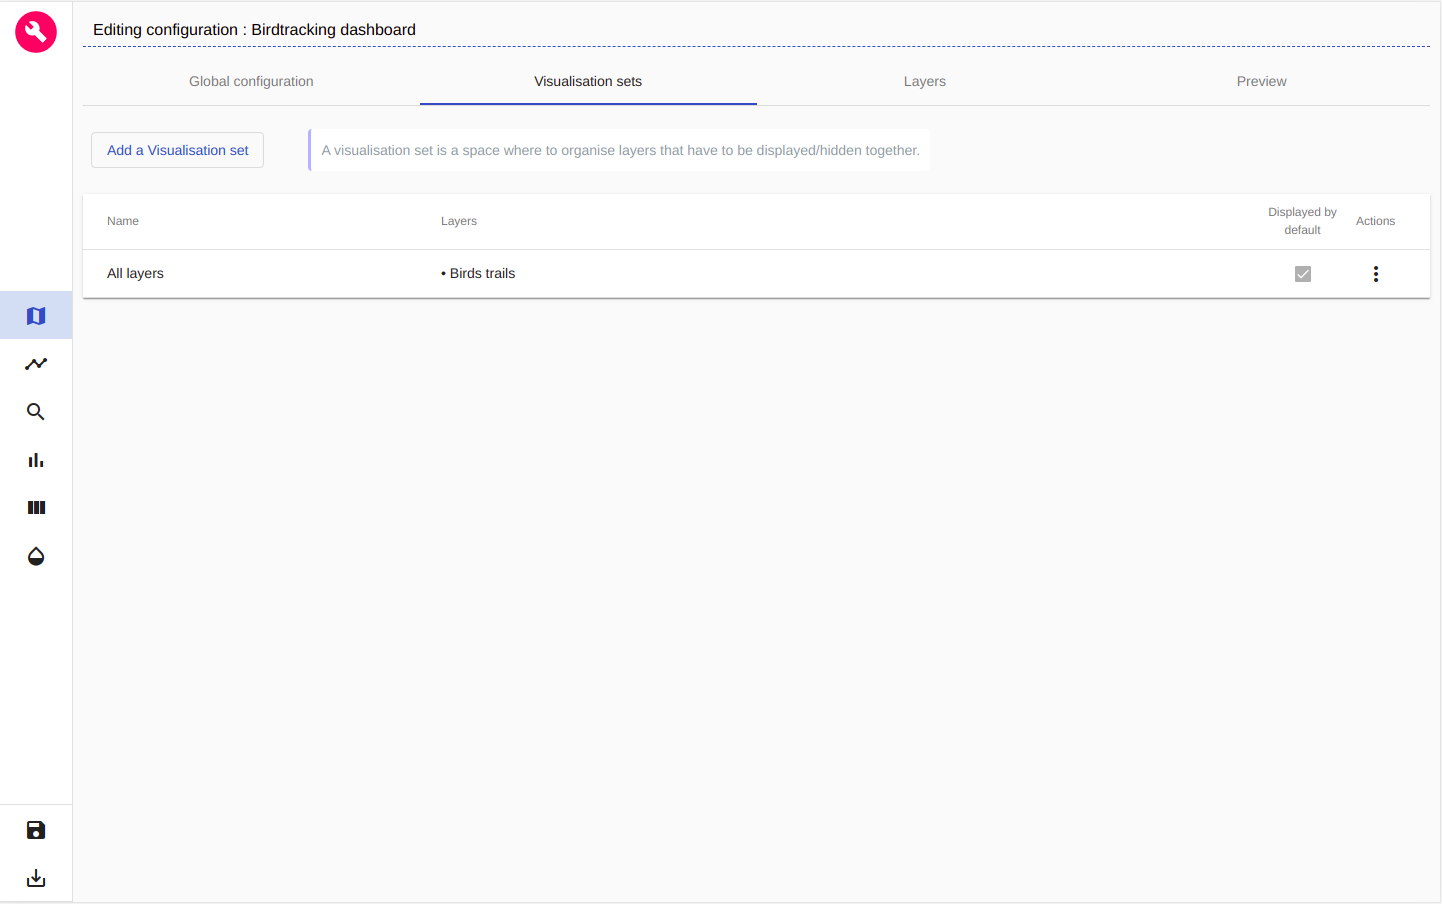 Editing configuration : Birdtracking dashboard
Global configuration
Visualisation sets
Layers
Preview
Add a Visualisation set
A visualisation set is a space where to organise layers that have to be displayed/hidden together.
Name
Layers
Displayed by
default
Actions
All layers
• Birds trails